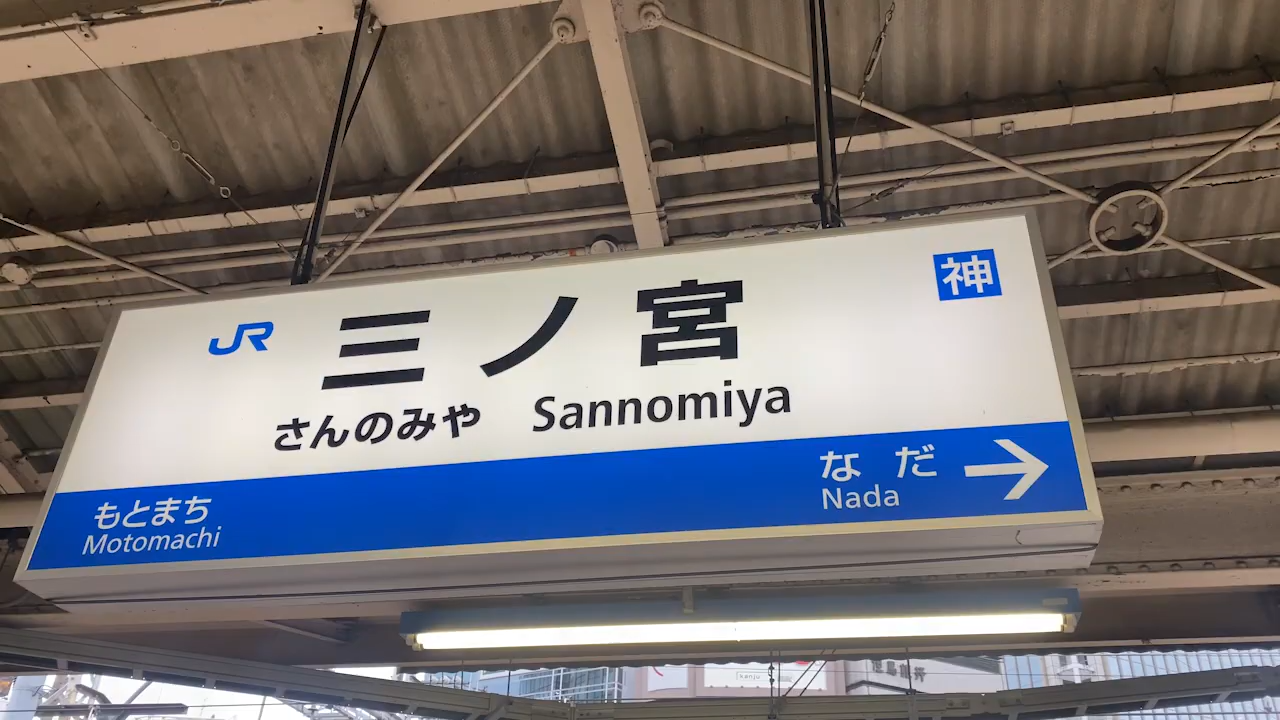 JR 三ノ宮 神
さんのみや Sannomiya
もとまち
Motomachi
なだ →
Nada